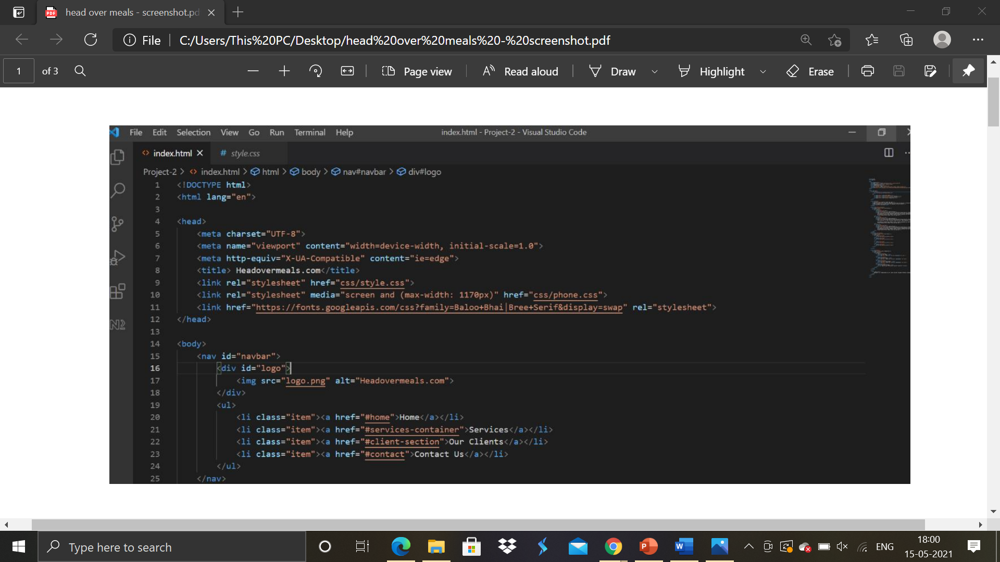 head over meals - screenshot.pd
File
C:/Users/This%20PC/Desktop/head%20over%20meals%20-%20screenshot.pdf
1 of 3
Page view
Read aloud
Draw
Highlight
Erase
File Edit Selection View Go Run Terminal Help
index.html - Project-2 - Visual Studio Code
index.html
# style.css
Project-2 > index.html > html > body > nav#navbar > div#logo
1 <!DOCTYPE html>
2 <html lang="en">
3
4 <head>
5 <meta charset="UTF-8">
6 <meta name="viewport" content="width=device-width, initial-scale=1.0">
7 <meta http-equiv="X-UA-Compatible" content="ie=edge">
8 <title> Headovermeals.com</title>
9 <link rel="stylesheet" href="css/style.css">
10 <link rel="stylesheet" media="screen and (max-width: 1170px)" href="css/phone.css">
11 <link href="https://fonts.googleapis.com/css?family=Baloo+Bhai|Bree+Serif&display=swap" rel="stylesheet">
12 </head>
13
14 <body>
15 <nav id="navbar">
16 <div id="logo">
17 <img src="logo.png" alt="Headovermeals.com">
18 </div>
19 <ul>
20 <li class="item"><a href="#home">Home</a></li>
21 <li class="item"><a href="#services-container">Services</a></li>
22 <li class="item"><a href="#client-section">Our Clients</a></li>
23 <li class="item"><a href="#contact">Contact Us</a></li>
24 </ul>
25 </nav>
Type here to search
ENG
18:00
15-05-2021